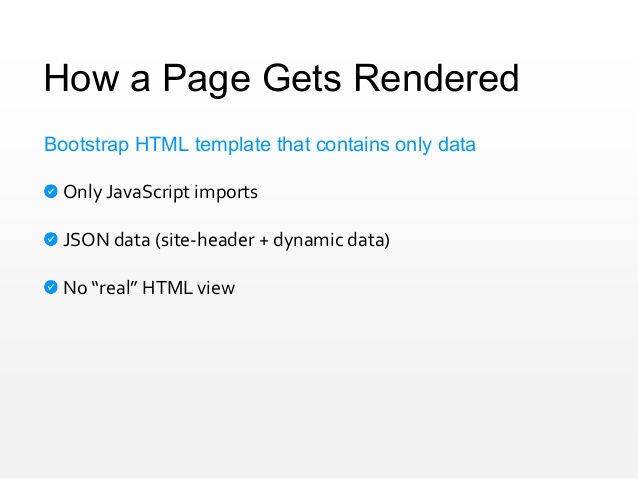 How a Page Gets Rendered
Bootstrap HTML template that contains only data
Only JavaScript imports
JSON data (site-header + dynamic data)
No “real” HTML view